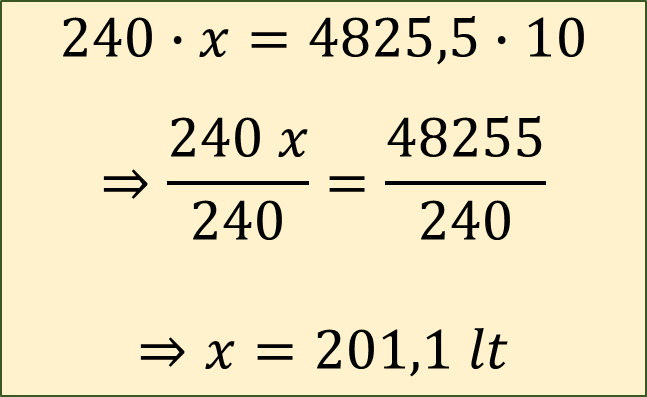 240 · x = 4825,5 · 10
⇒ 240 x / 240 = 48255 / 240
⇒ x = 201,1 lt